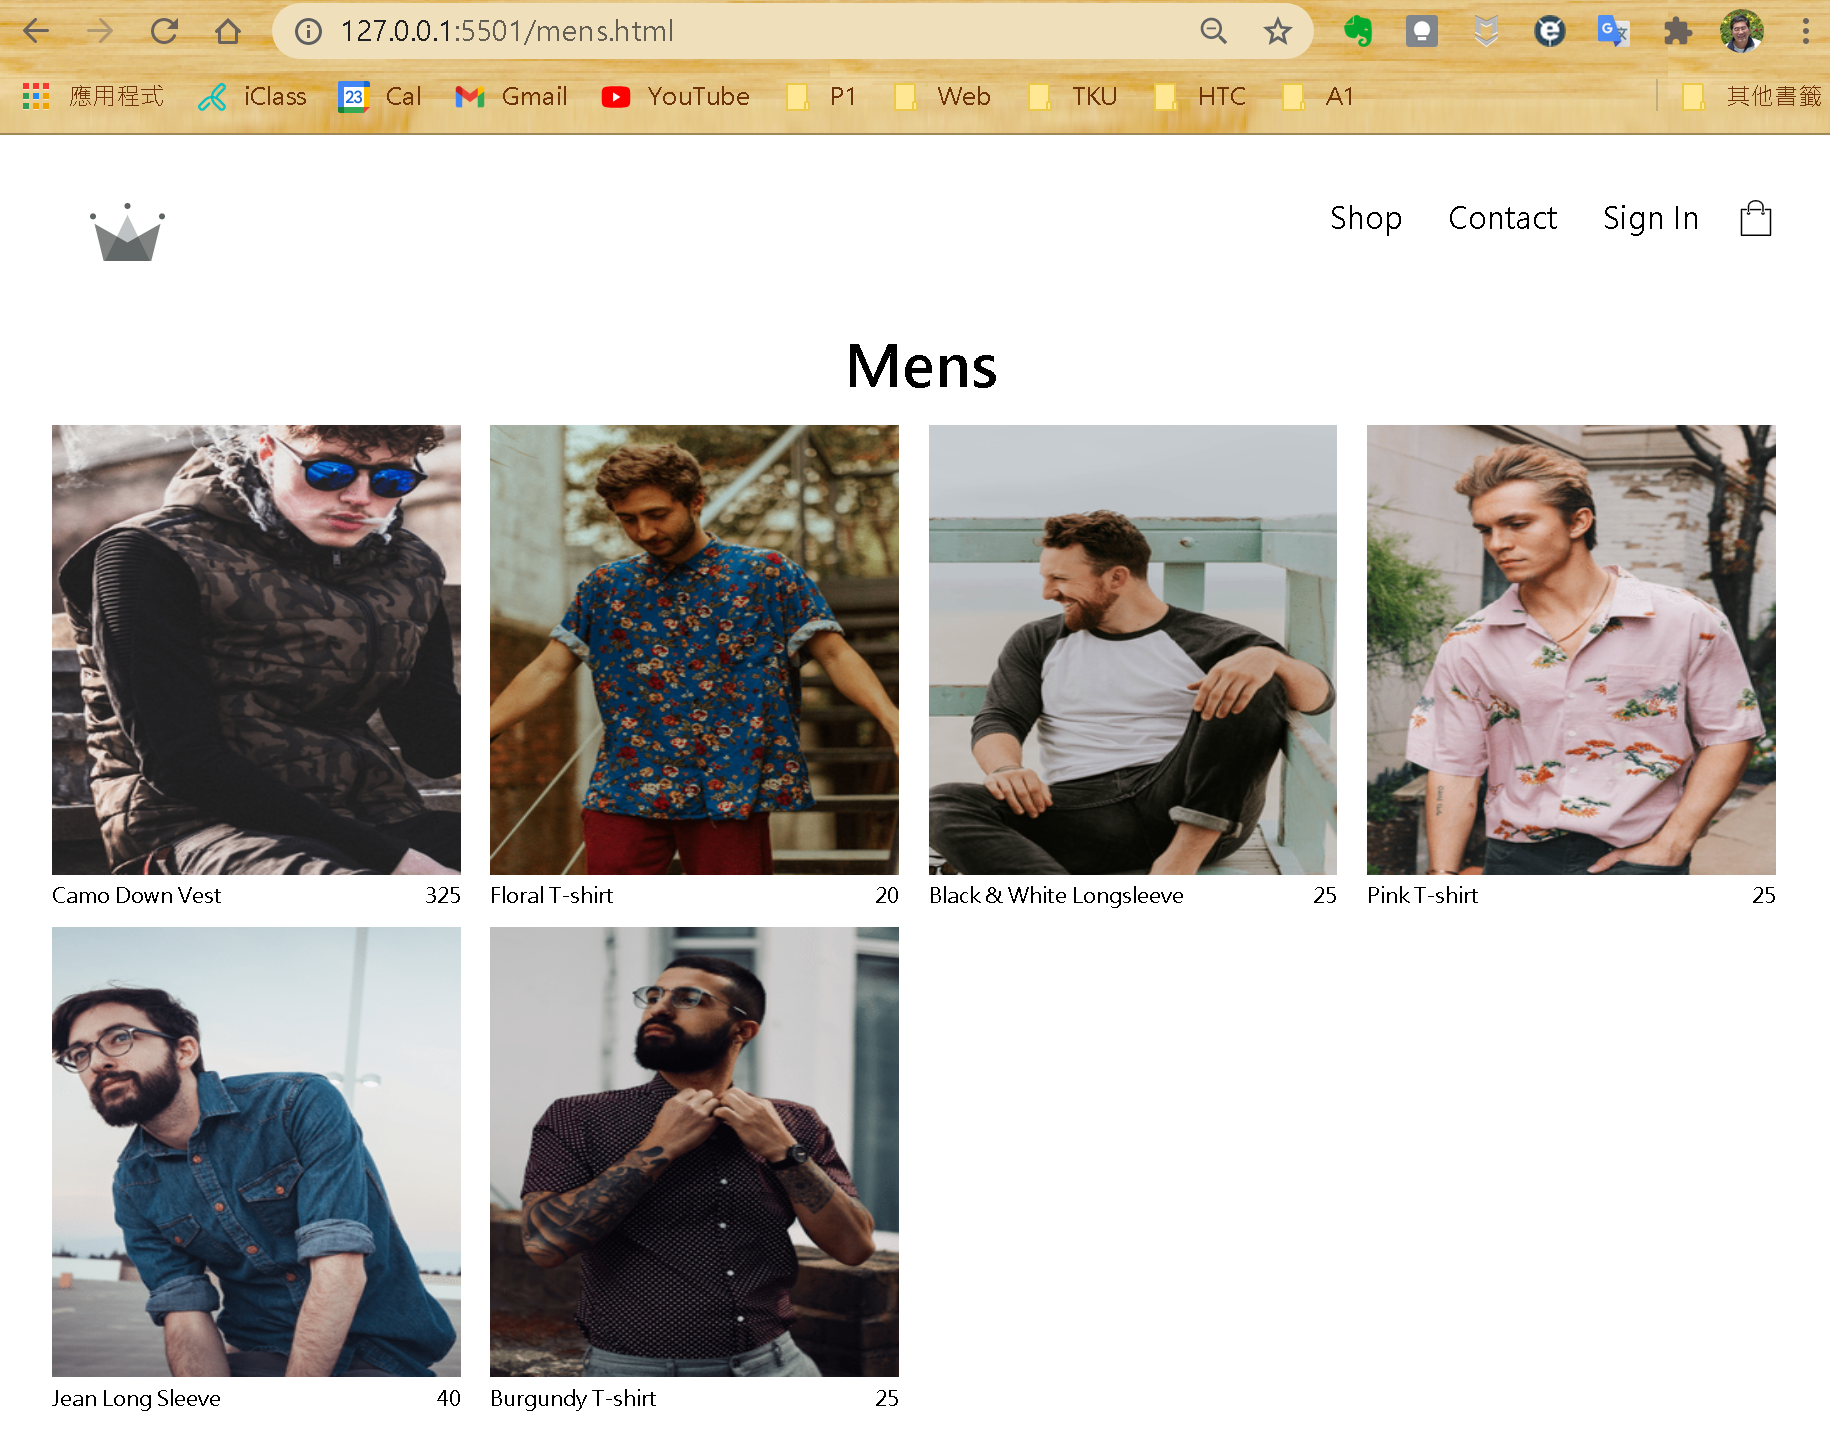 127.0.0.1:5501/mens.html
應用程式 iClass 23 Cal Gmail YouTube P1 Web TKU HTC A1 其他書籤
Shop Contact Sign In
Mens
Camo Down Vest 325
Floral T-shirt 20
Black & White Longsleeve 25
Pink T-shirt 25
Jean Long Sleeve 40
Burgundy T-shirt 25